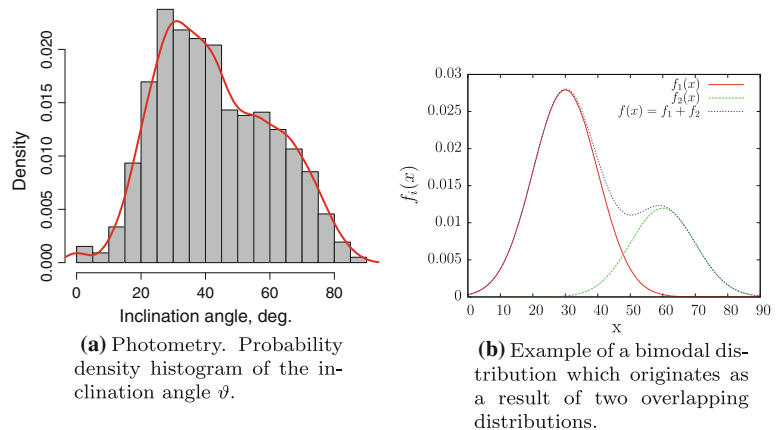 0.020
0.015
0.010
0.005
0.000
Density
0 20 40 60 80
Inclination angle, deg.
(a) Photometry. Probability
density histogram of the in-
clination angle ϑ.
0.03
0.025
0.02
0.015
0.01
0.005
0
f_i(x)
f_1(x)
f_2(x)
f(x) = f_1 + f_2
0 10 20 30 40 50 60 70 80 90
x
(b) Example of a bimodal dis-
tribution which originates as
a result of two overlapping
distributions.